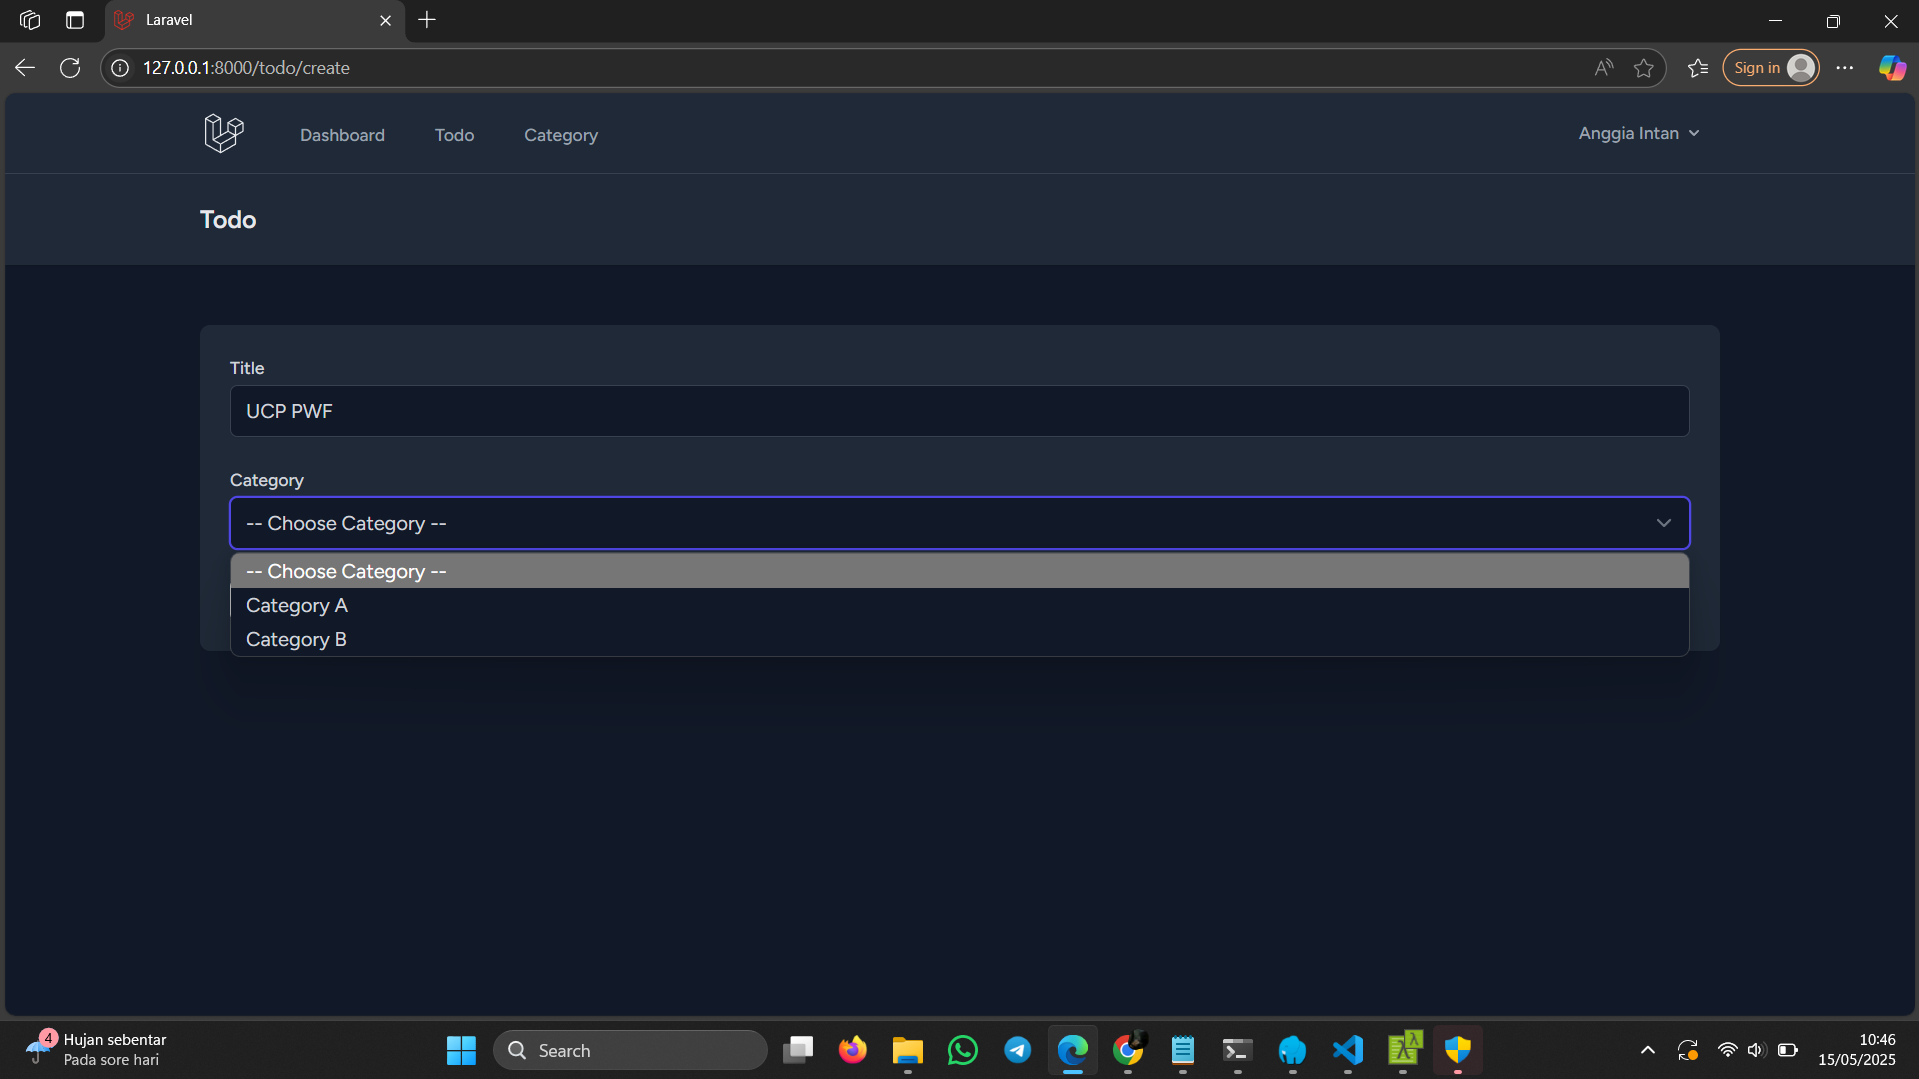 Laravel
127.0.0.1:8000/todo/create
Sign in
Dashboard
Todo
Category
Anggia Intan
Todo
Title
UCP PWF
Category
-- Choose Category --
-- Choose Category --
Category A
Category B
4
Hujan sebentar
Pada sore hari
Search
10:46
15/05/2025